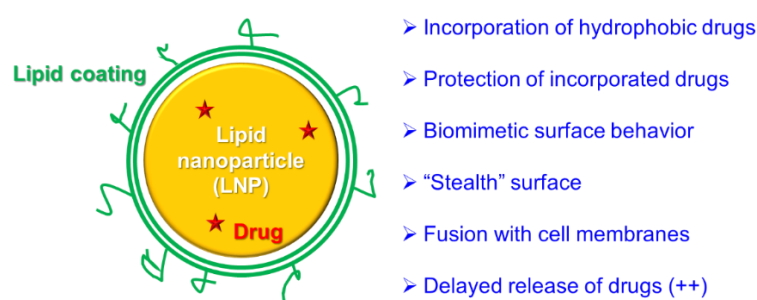 Lipid coating
Lipid
nanoparticle
(LNP)
Drug
➢ Incorporation of hydrophobic drugs
➢ Protection of incorporated drugs
➢ Biomimetic surface behavior
➢ “Stealth” surface
➢ Fusion with cell membranes
➢ Delayed release of drugs (++)